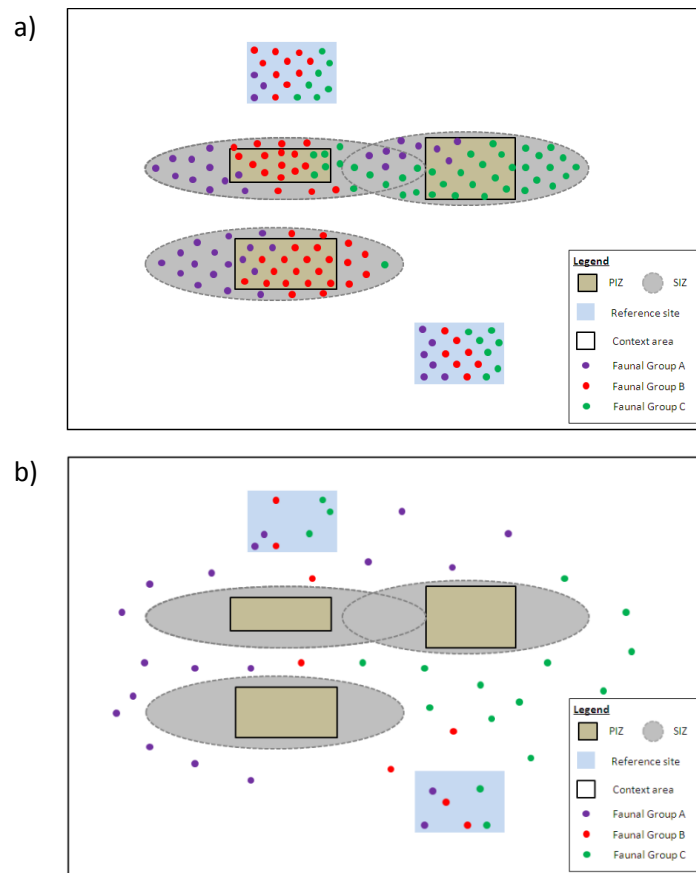 a)
Legend
PIZ SIZ
Reference site
Context area
Faunal Group A
Faunal Group B
Faunal Group C
b)
Legend
PIZ SIZ
Reference site
Context area
Faunal Group A
Faunal Group B
Faunal Group C